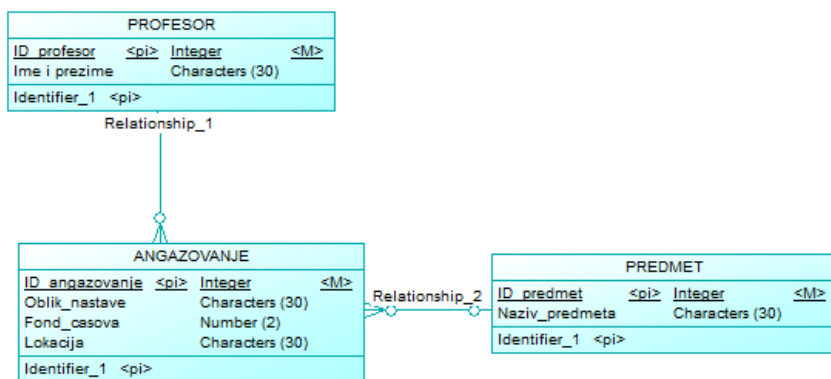 PROFESOR
ID_profesor <pi> Integer <M>
Ime i prezime Characters (30)
Identifier_1 <pi>
Relationship_1
ANGAZOVANJE
ID_angazovanje <pi> Integer <M>
Oblik_nastave Characters (30)
Fond_casova Number (2)
Lokacija Characters (30)
Identifier_1 <pi>
Relationship_2
PREDMET
ID_predmet <pi> Integer <M>
Naziv_predmeta Characters (30)
Identifier_1 <pi>